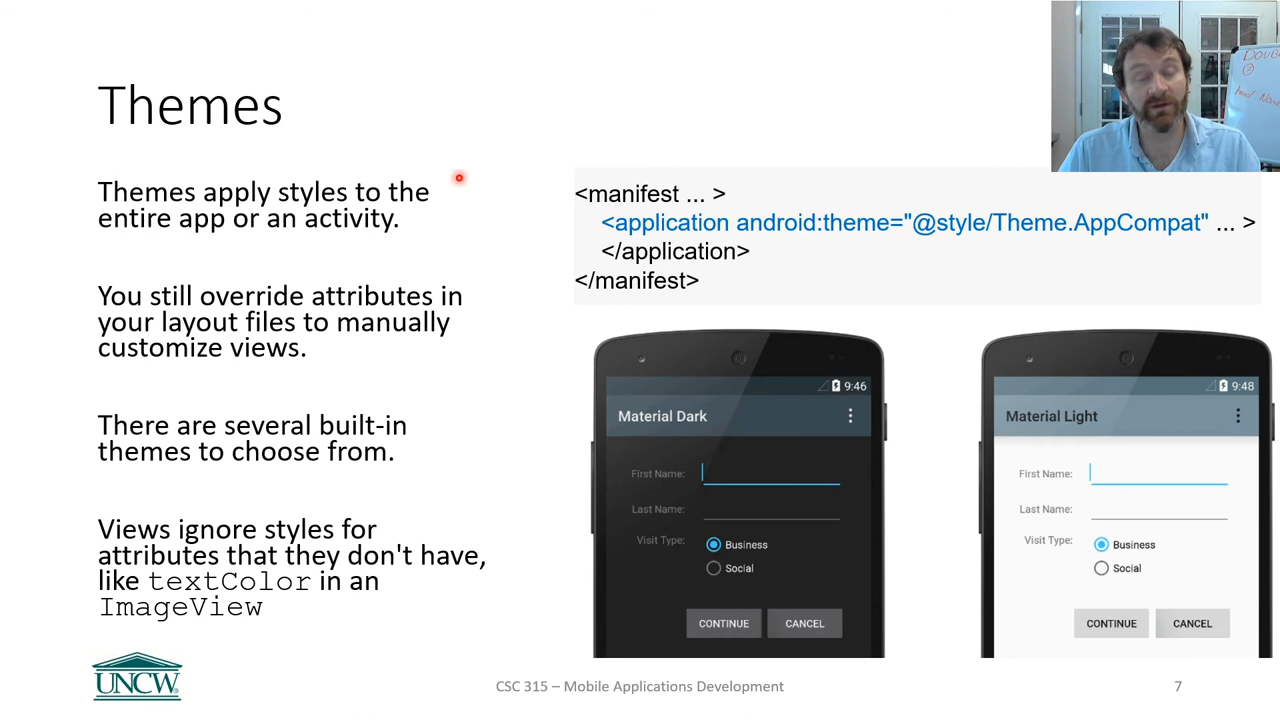 Themes
Themes apply styles to the
entire app or an activity.
You still override attributes in
your layout files to manually
customize views.
There are several built-in
themes to choose from.
Views ignore styles for
attributes that they don't have,
like textColor in an
ImageView
<manifest ... >
<application android:theme="@style/Theme.AppCompat" ... >
</application>
</manifest>
9:46
Material Dark
First Name:
Last Name:
Visit Type:
Business
Social
CONTINUE CANCEL
9:48
Material Light
First Name:
Last Name:
Visit Type:
Business
Social
CONTINUE CANCEL
UNCW
CSC 315 – Mobile Applications Development
7